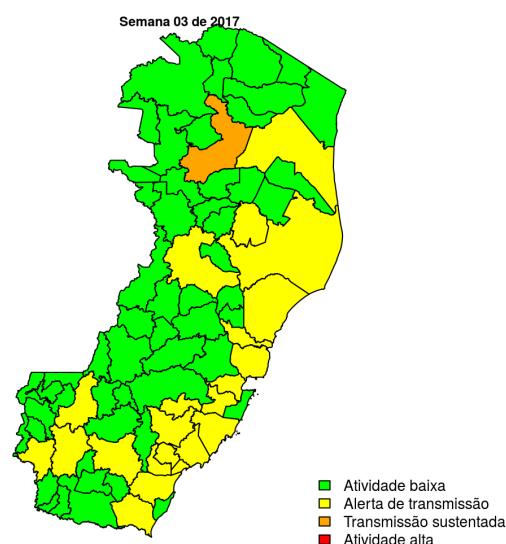 Semana 03 de 2017
Atividade baixa
Alerta de transmissão
Transmissão sustentada
Atividade alta